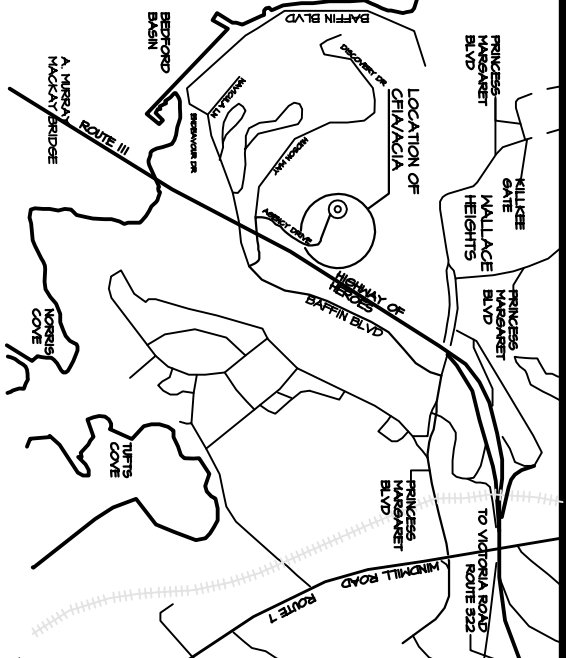 BAFFIN BLVD
BEDFORD
BASIN
DISCOVERY DR
NAVIGULA LN
ENDEAVOUR DR
HUDSON WAY
LOCATION OF
CFIA/ACIA
AGENCY DRIVE
A. MURRAY
MACKAY BRIDGE
ROUTE 111
PRINCESS
MARGARET
BLVD
KILLKEE
GATE
WALLACE
HEIGHTS
PRINCESS
MARGARET
BLVD
HIGHWAY OF
HEROES
BAFFIN BLVD
NORRIS
COVE
TUFTS
COVE
PRINCESS
MARGARET
BLVD
TO VICTORIA ROAD
ROUTE 322
WINDMILL ROAD
ROUTE 7